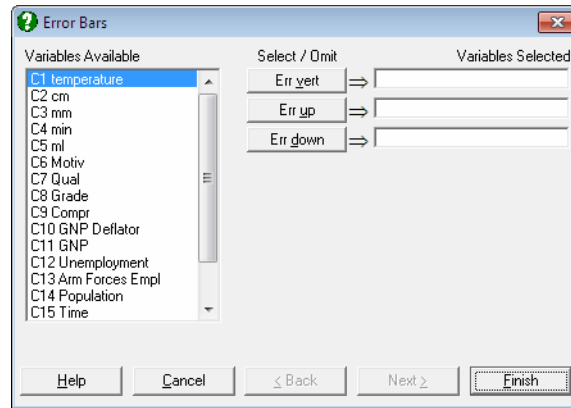 Error Bars
Variables Available
Select / Omit
Variables Selected
C1 temperature
C2 cm
C3 mm
C4 min
C5 ml
C6 Motiv
C7 Qual
C8 Grade
C9 Compr
C10 GNP Deflator
C11 GNP
C12 Unemployment
C13 Arm Forces Empl
C14 Population
C15 Time
Err vert
Err up
Err down
Help
Cancel
< Back
Next >
Finish